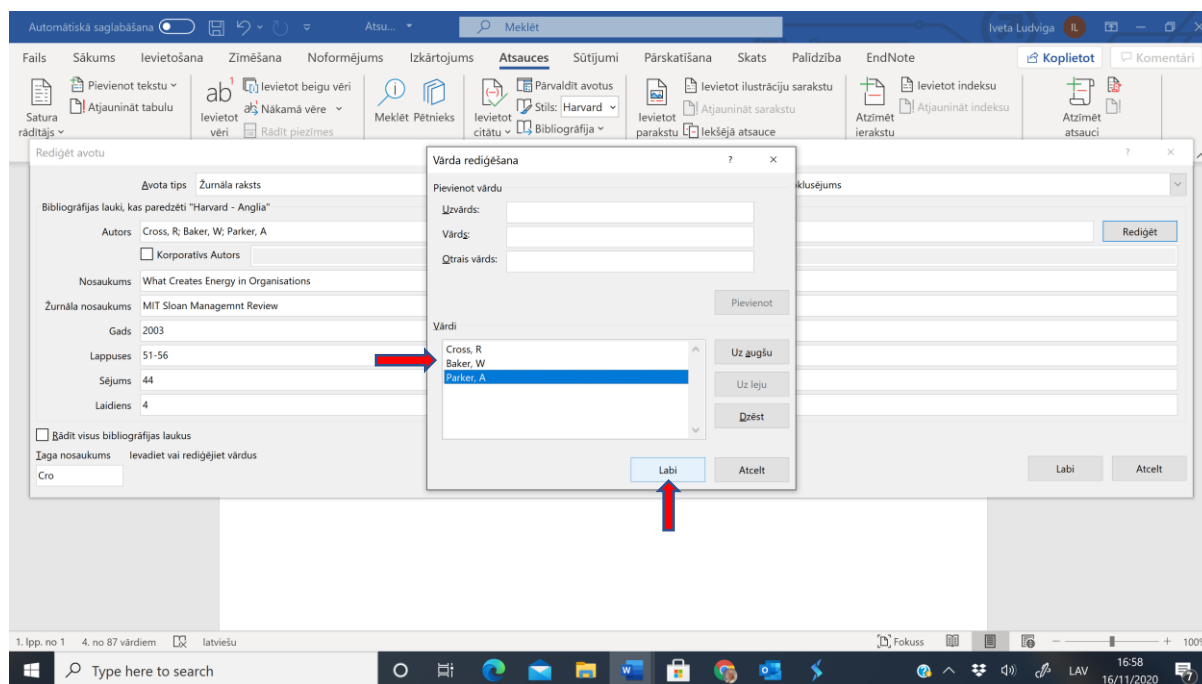 Automātiskā saglabāšana Atsu... Meklēt Iveta Ludviga IL
Fails Sākums Ievietošana Zīmēšana Noformējums Izkārtojums Atsauces Sūtījumi Pārskatīšana Skats Palīdzība EndNote Koplietot Komentāri
Satura rādītājs
Pievienot tekstu
Atjaunināt tabulu
ab
Ievietot vēri
Ievietot beigu vēri
Nākamā vēre
Rādīt piezīmes
Meklēt Pētnieks
Ievietot citātu
Pārvaldīt avotus
Stils: Harvard
Bibliogrāfija
Ievietot parakstu
Ievietot ilustrāciju sarakstu
Atjaunināt sarakstu
Iekšējā atsauce
Atzīmēt ierakstu
Ievietot indeksu
Atjaunināt indeksu
Atzīmēt atsauci
Rediģēt avotu ? ×
Avota tips Žurnāla raksts
Bibliogrāfijas lauki, kas paredzēti "Harvard - Anglia"
Autors Cross, R; Baker, W; Parker, A Rediģēt
Korporatīvs Autors
Nosaukums What Creates Energy in Organisations
Žurnāla nosaukums MIT Sloan Managemnt Review
Gads 2003
Lappuses 51-56
Sējums 44
Laidiens 4
Rādīt visus bibliogrāfijas laukus
Taga nosaukums Ievadiet vai rediģējiet vārdus
Cro
Labi Atcelt
Vārda rediģēšana ? ×
Pievienot vārdu
Uzvārds:
Vārds:
Otrais vārds:
Pievienot
Vārdi
Cross, R
Baker, W
Parker, A
Uz augšu
Uz leju
Dzēst
Labi Atcelt
1. lpp. no 1 4. no 87 vārdiem latviešu Fokuss 100%
Type here to search LAV 16:58
16/11/2020